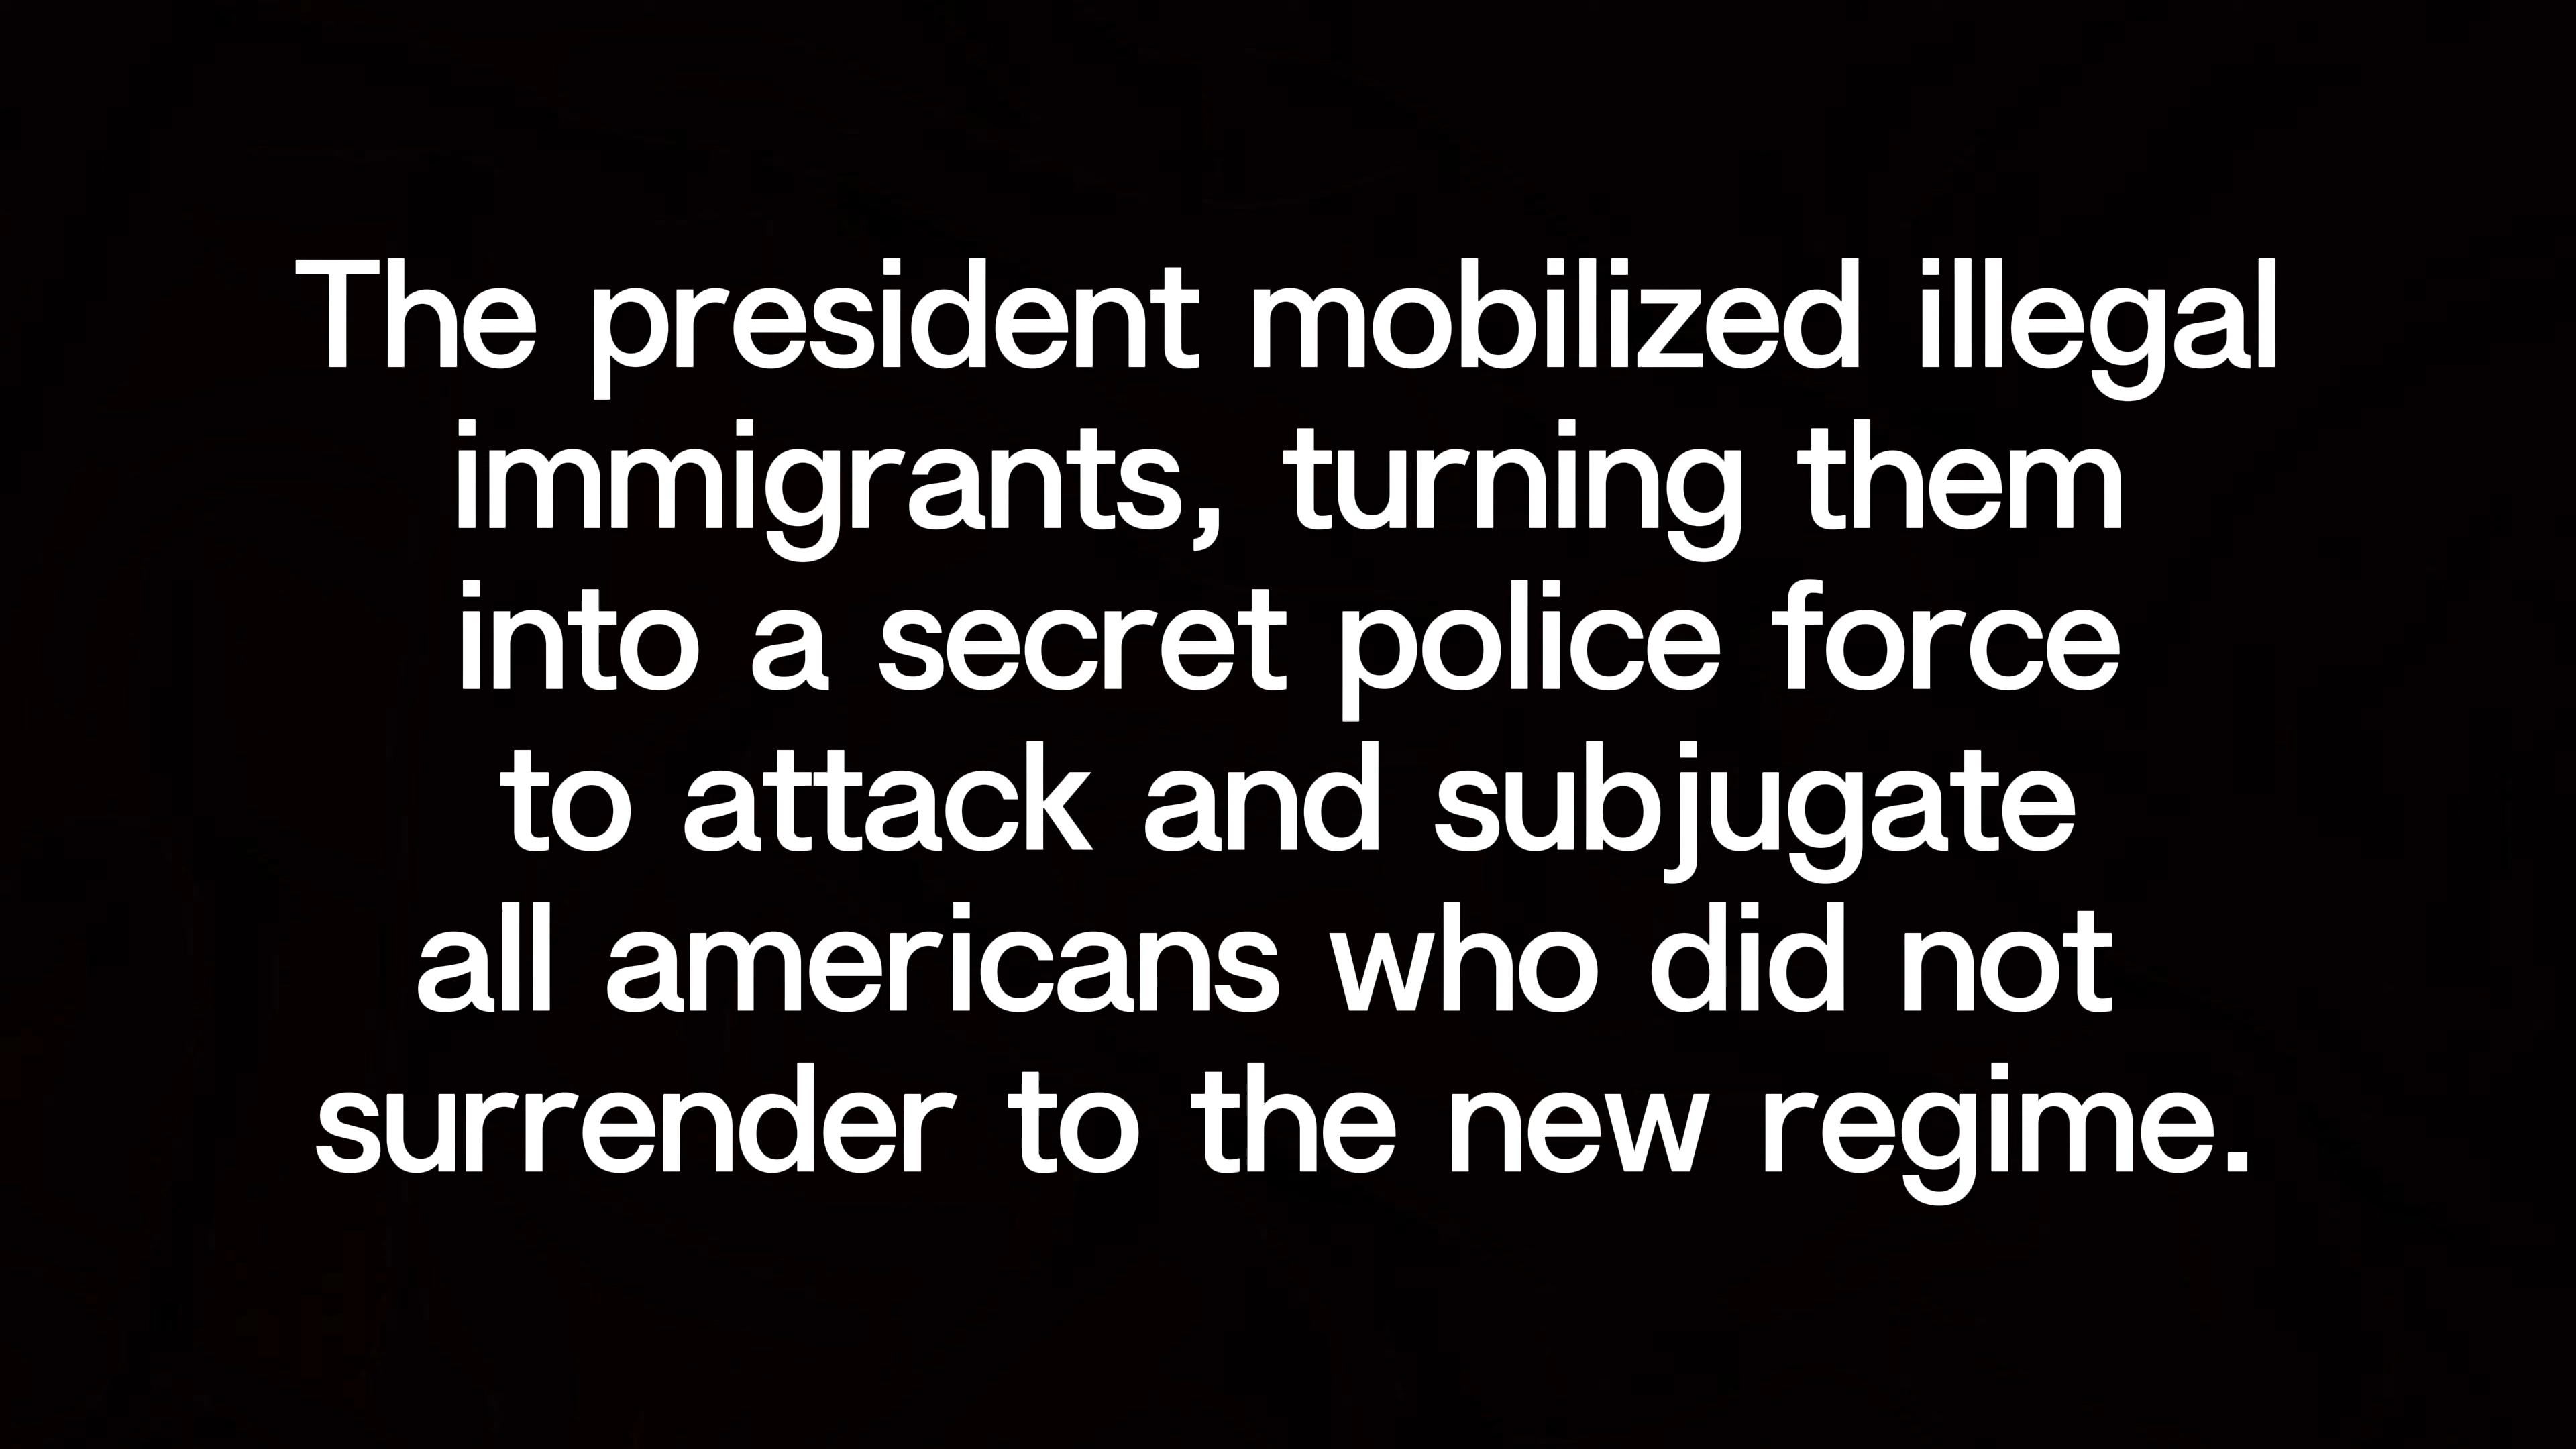 The president mobilized illegal
immigrants, turning them
into a secret police force
to attack and subjugate
all americans who did not
surrender to the new regime.